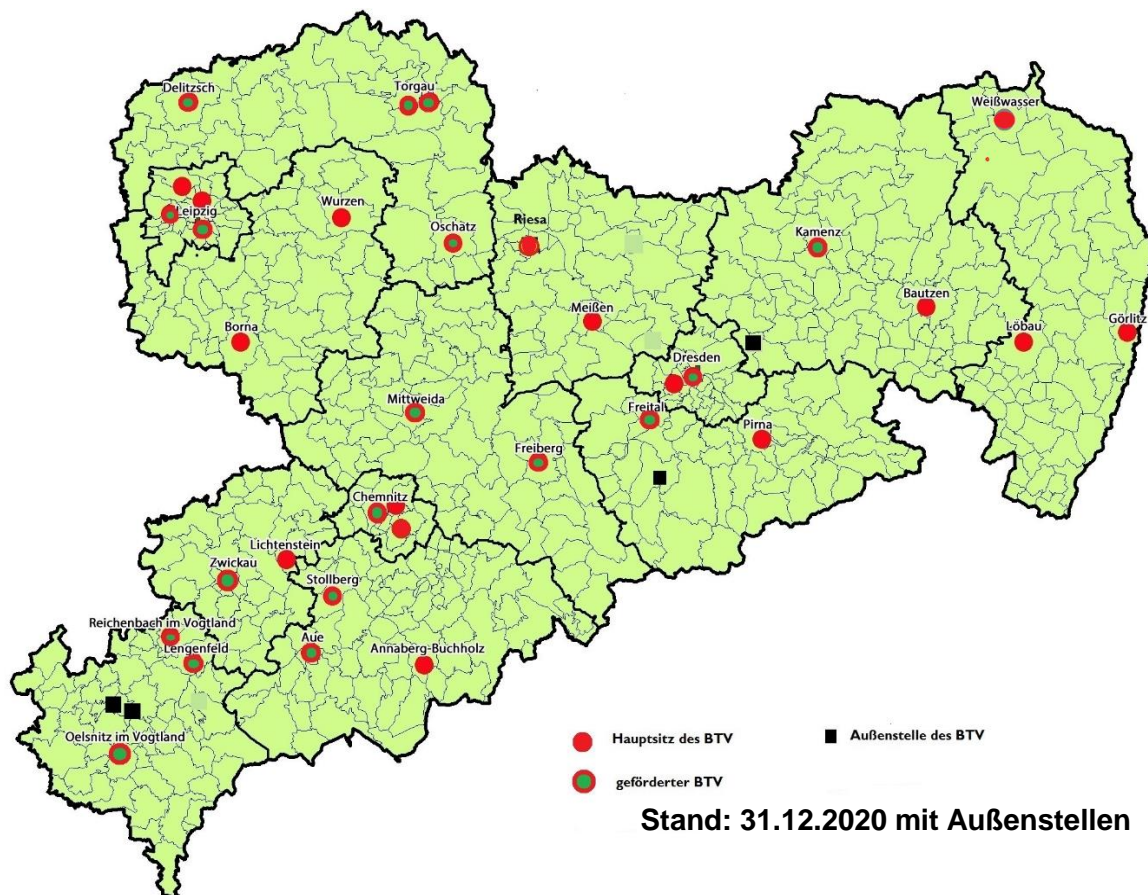 Delitzsch
Torgau
Weißwasser
Leipzig
Wurzen
Oschatz
Riesa
Kamenz
Meißen
Bautzen
Löbau
Görlitz
Borna
Dresden
Mittweida
Freital
Pirna
Freiberg
Chemnitz
Lichtenstein
Zwickau
Stollberg
Reichenbach im Vogtland
Lengenfeld
Aue
Annaberg-Buchholz
Oelsnitz im Vogtland
Hauptsitz des BTV
Außenstelle des BTV
geförderter BTV
Stand: 31.12.2020 mit Außenstellen